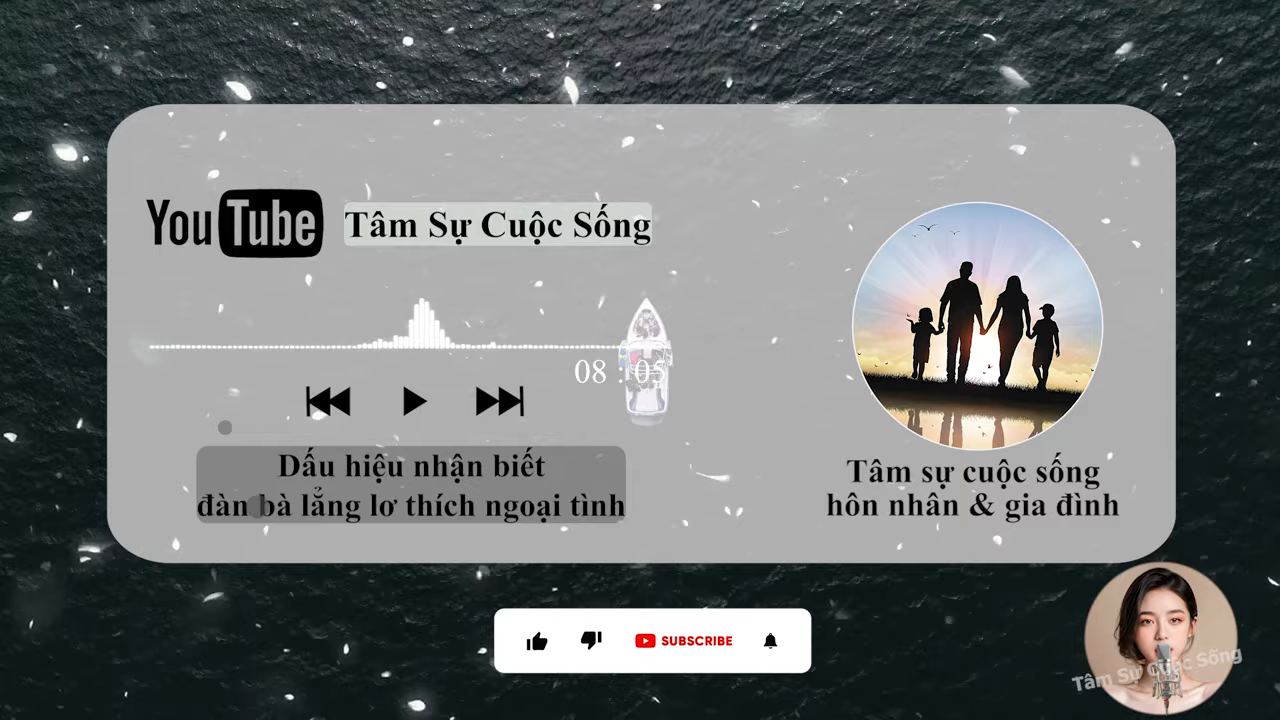 YouTube
Tâm Sự Cuộc Sống
08 : 05
Dấu hiệu nhận biết
đàn bà lẳng lơ thích ngoại tình
Tâm sự cuộc sống
hôn nhân & gia đình
SUBSCRIBE
Tâm Sự Cuộc Sống